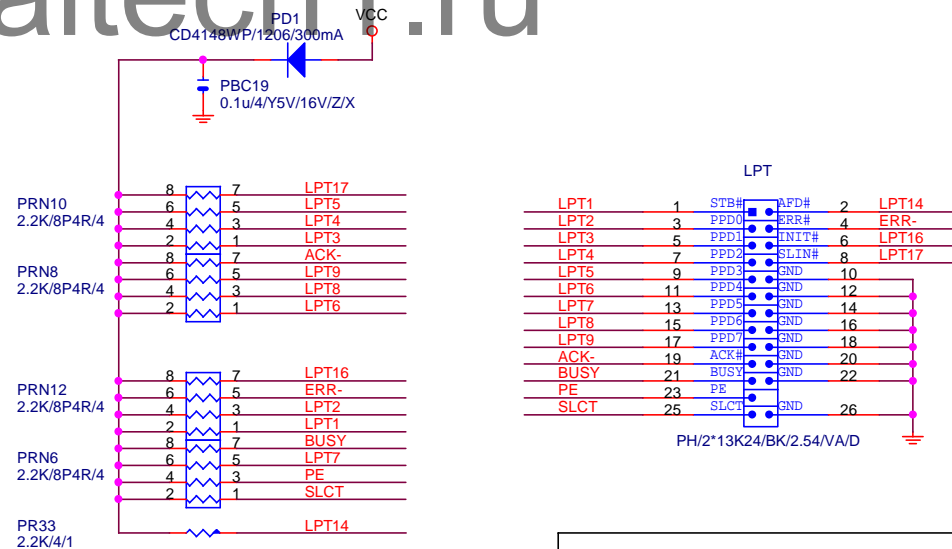 PD1
VCC
CD4148WP/1206/300mA
PBC19
0.1u/4/Y5V/16V/Z/X
PRN10
2.2K/8P4R/4
8 7 LPT17
6 5 LPT5
4 3 LPT4
2 1 LPT3
PRN8
2.2K/8P4R/4
8 7 ACK-
6 5 LPT9
4 3 LPT8
2 1 LPT6
PRN12
2.2K/8P4R/4
8 7 LPT16
6 5 ERR-
4 3 LPT2
2 1 LPT1
PRN6
2.2K/8P4R/4
8 7 BUSY
6 5 LPT7
4 3 PE
2 1 SLCT
PR33
2.2K/4/1
LPT14
LPT
LPT1 1 STB# AFD# 2 LPT14
LPT2 3 PPD0 ERR# 4 ERR-
LPT3 5 PPD1 INIT# 6 LPT16
LPT4 7 PPD2 SLIN# 8 LPT17
LPT5 9 PPD3 GND 10
LPT6 11 PPD4 GND 12
LPT7 13 PPD5 GND 14
LPT8 15 PPD6 GND 16
LPT9 17 PPD7 GND 18
ACK- 19 ACK# GND 20
BUSY 21 BUSY GND 22
PE 23 PE
SLCT 25 SLCT GND 26
PH/2*13K24/BK/2.54/VA/D